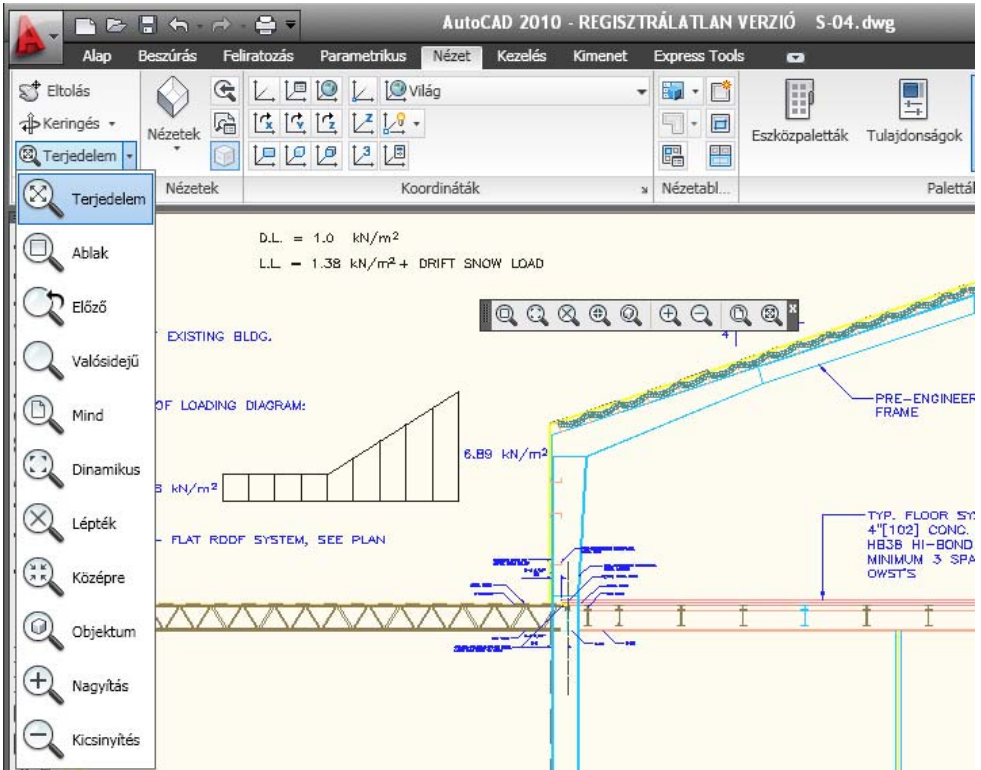 AutoCAD 2010 - REGISZTRÁLATLAN VERZIÓ S-04.dwg
Alap Beszúrás Feliratozás Parametrikus Nézet Kezelés Kimenet Express Tools
Eltolás
Keringés
Terjedelem
Nézetek
Világ
Eszközpaletták Tulajdonságok
Nézetek Koordináták Nézetabl... Palettá
Terjedelem
Ablak
Előző
Valósidejű
Mind
Dinamikus
Lépték
Középre
Objektum
Nagyítás
Kicsinyítés
D.L. = 1.0 kN/m²
L.L. = 1.38 kN/m² + DRIFT SNOW LOAD
EXISTING BLDG.
OF LOADING DIAGRAM:
6.89 kN/m²
kN/m²
- FLAT ROOF SYSTEM, SEE PLAN
4
PRE-ENGINEER
FRAME
TYP. FLOOR SY
4"[102] CONC.
HB38 HI-BOND
MINIMUM 3 SPA
OWST'S